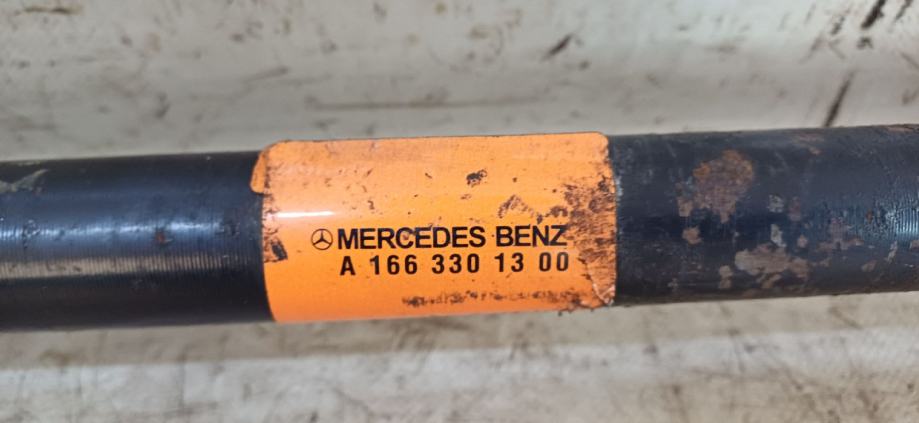 MERCEDES BENZ
A 166 330 13 00